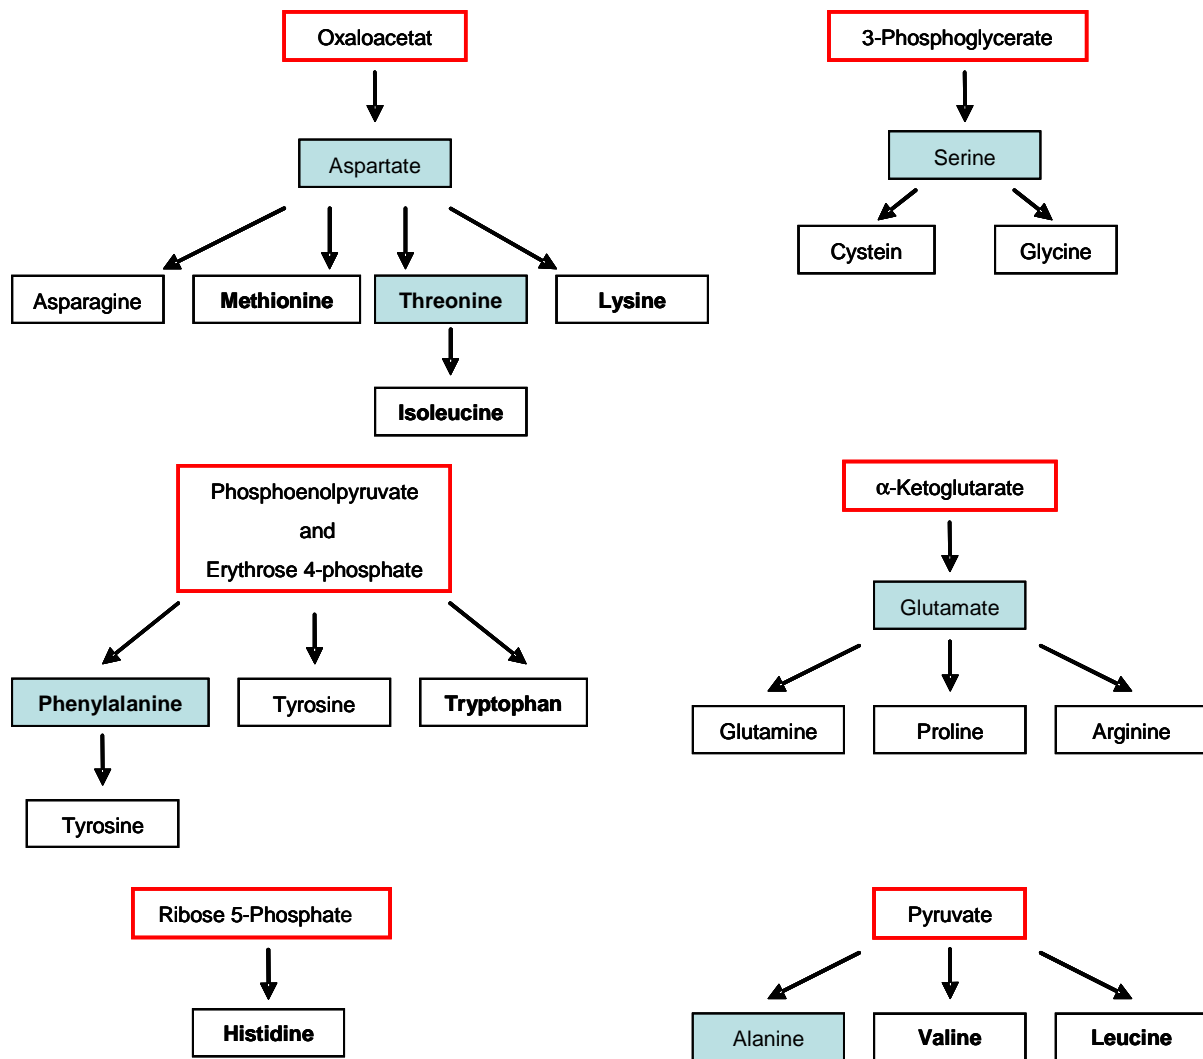 Oxaloacetat
Aspartate
Asparagine
Methionine
Threonine
Lysine
Isoleucine
3-Phosphoglycerate
Serine
Cystein
Glycine
Phosphoenolpyruvate
and
Erythrose 4-phosphate
Phenylalanine
Tyrosine
Tryptophan
Tyrosine
α-Ketoglutarate
Glutamate
Glutamine
Proline
Arginine
Ribose 5-Phosphate
Histidine
Pyruvate
Alanine
Valine
Leucine